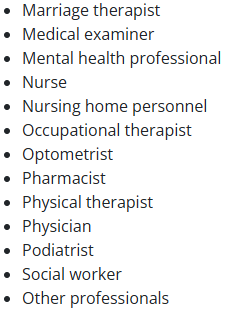 Marriage therapist
Medical examiner
Mental health professional
Nurse
Nursing home personnel
Occupational therapist
Optometrist
Pharmacist
Physical therapist
Physician
Podiatrist
Social worker
Other professionals